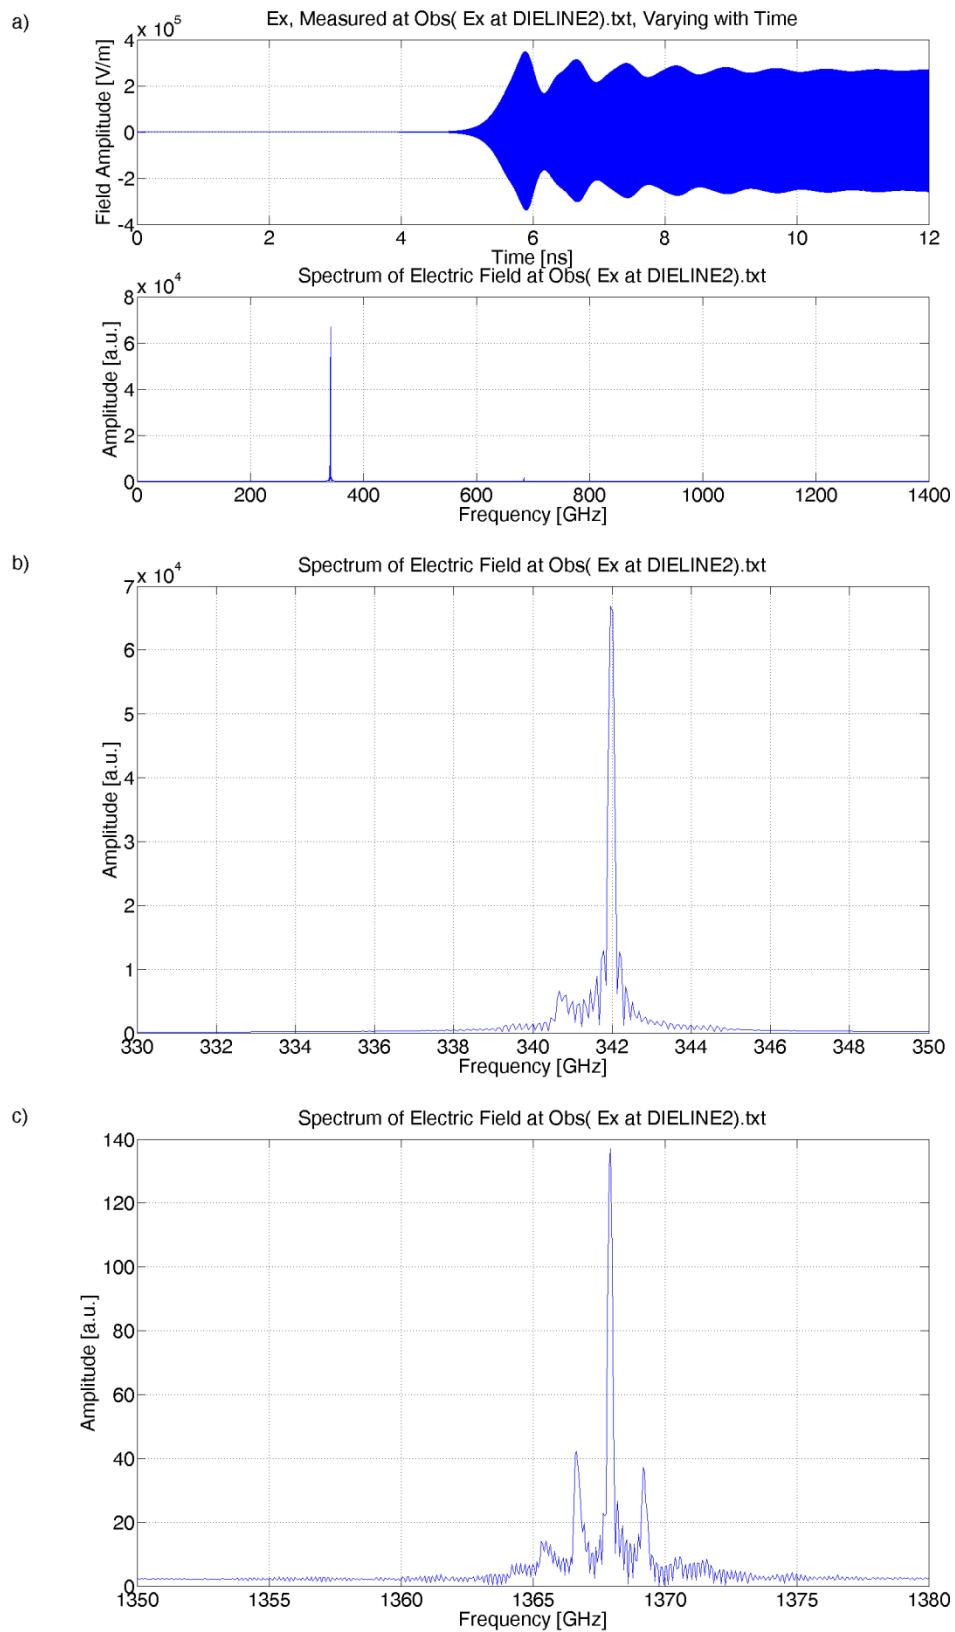 a)
Ex, Measured at Obs( Ex at DIELINE2).txt, Varying with Time
x 10^5
Field Amplitude [V/m]
4
2
0
-2
-4
0 2 4 6 8 10 12
Time [ns]
Spectrum of Electric Field at Obs( Ex at DIELINE2).txt
x 10^4
Amplitude [a.u.]
8
6
4
2
0
0 200 400 600 800 1000 1200 1400
Frequency [GHz]
b)
Spectrum of Electric Field at Obs( Ex at DIELINE2).txt
x 10^4
Amplitude [a.u.]
7
6
5
4
3
2
1
0
330 332 334 336 338 340 342 344 346 348 350
Frequency [GHz]
c)
Spectrum of Electric Field at Obs( Ex at DIELINE2).txt
Amplitude [a.u.]
140
120
100
80
60
40
20
0
1350 1355 1360 1365 1370 1375 1380
Frequency [GHz]